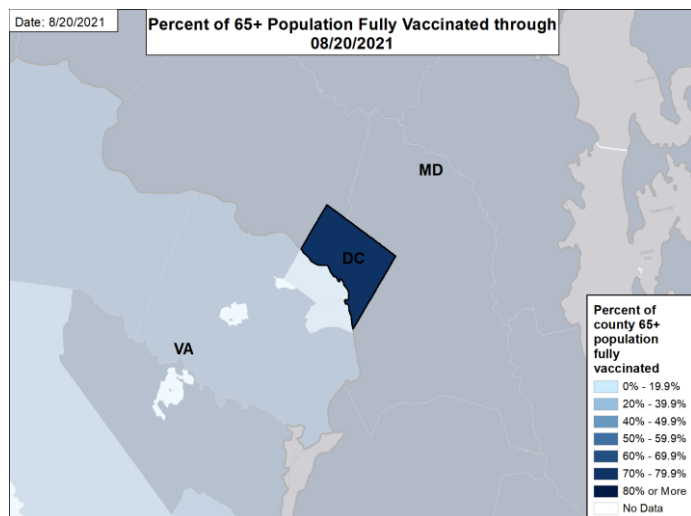 Date: 8/20/2021
Percent of 65+ Population Fully Vaccinated through
08/20/2021
MD
DC
VA
Percent of
county 65+
population
fully
vaccinated
0% - 19.9%
20% - 39.9%
40% - 49.9%
50% - 59.9%
60% - 69.9%
70% - 79.9%
80% or More
No Data